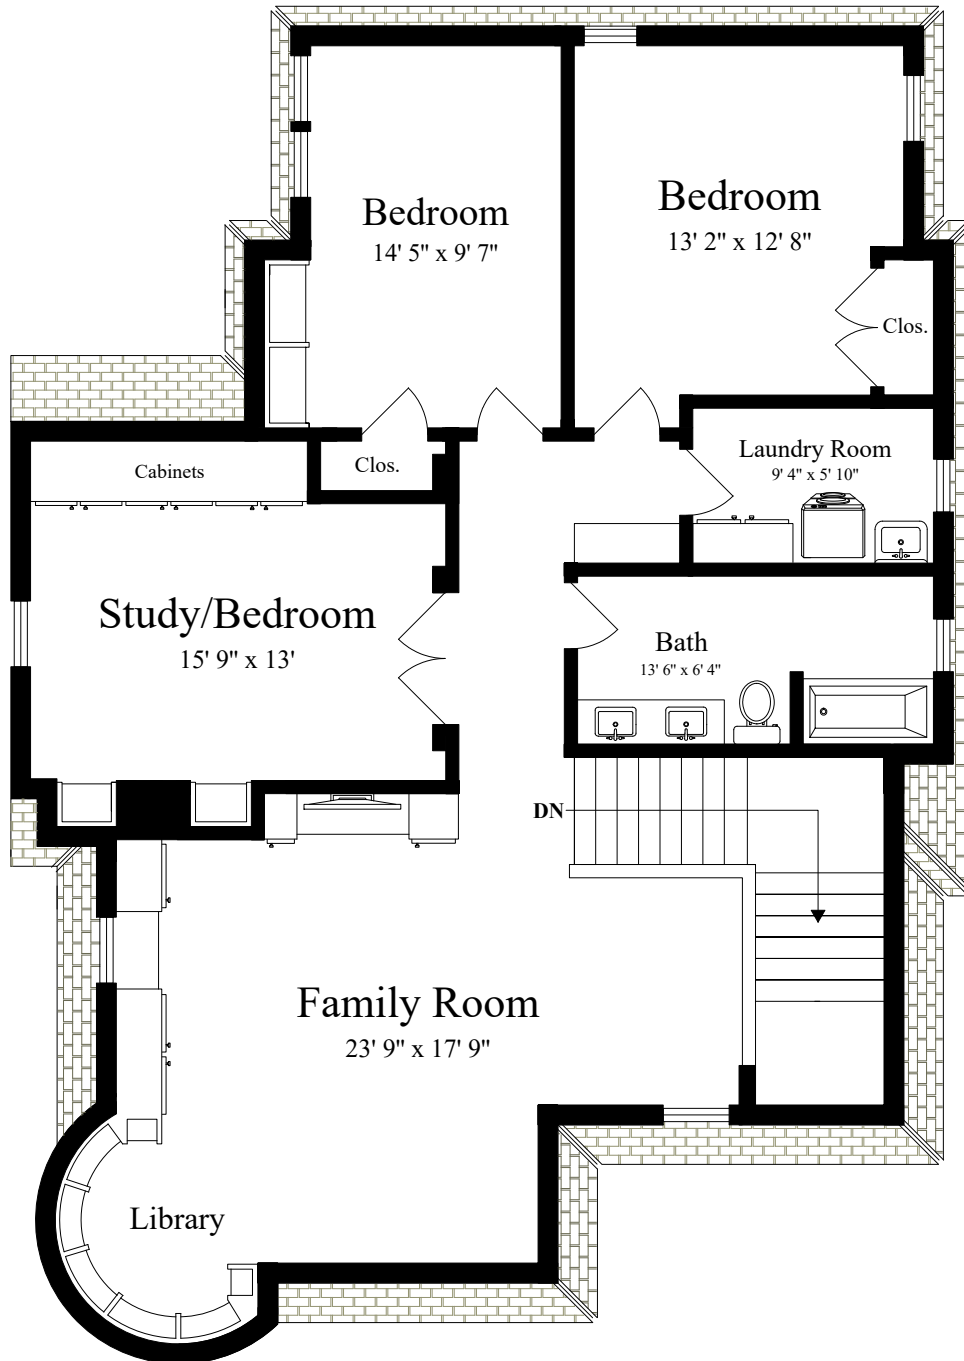 Bedroom
14' 5" x 9' 7"
Bedroom
13' 2" x 12' 8"
Clos.
Laundry Room
9' 4" x 5' 10"
Clos.
Cabinets
Study/Bedroom
15' 9" x 13'
Bath
13' 6" x 6' 4"
DN
Family Room
23' 9" x 17' 9"
Library